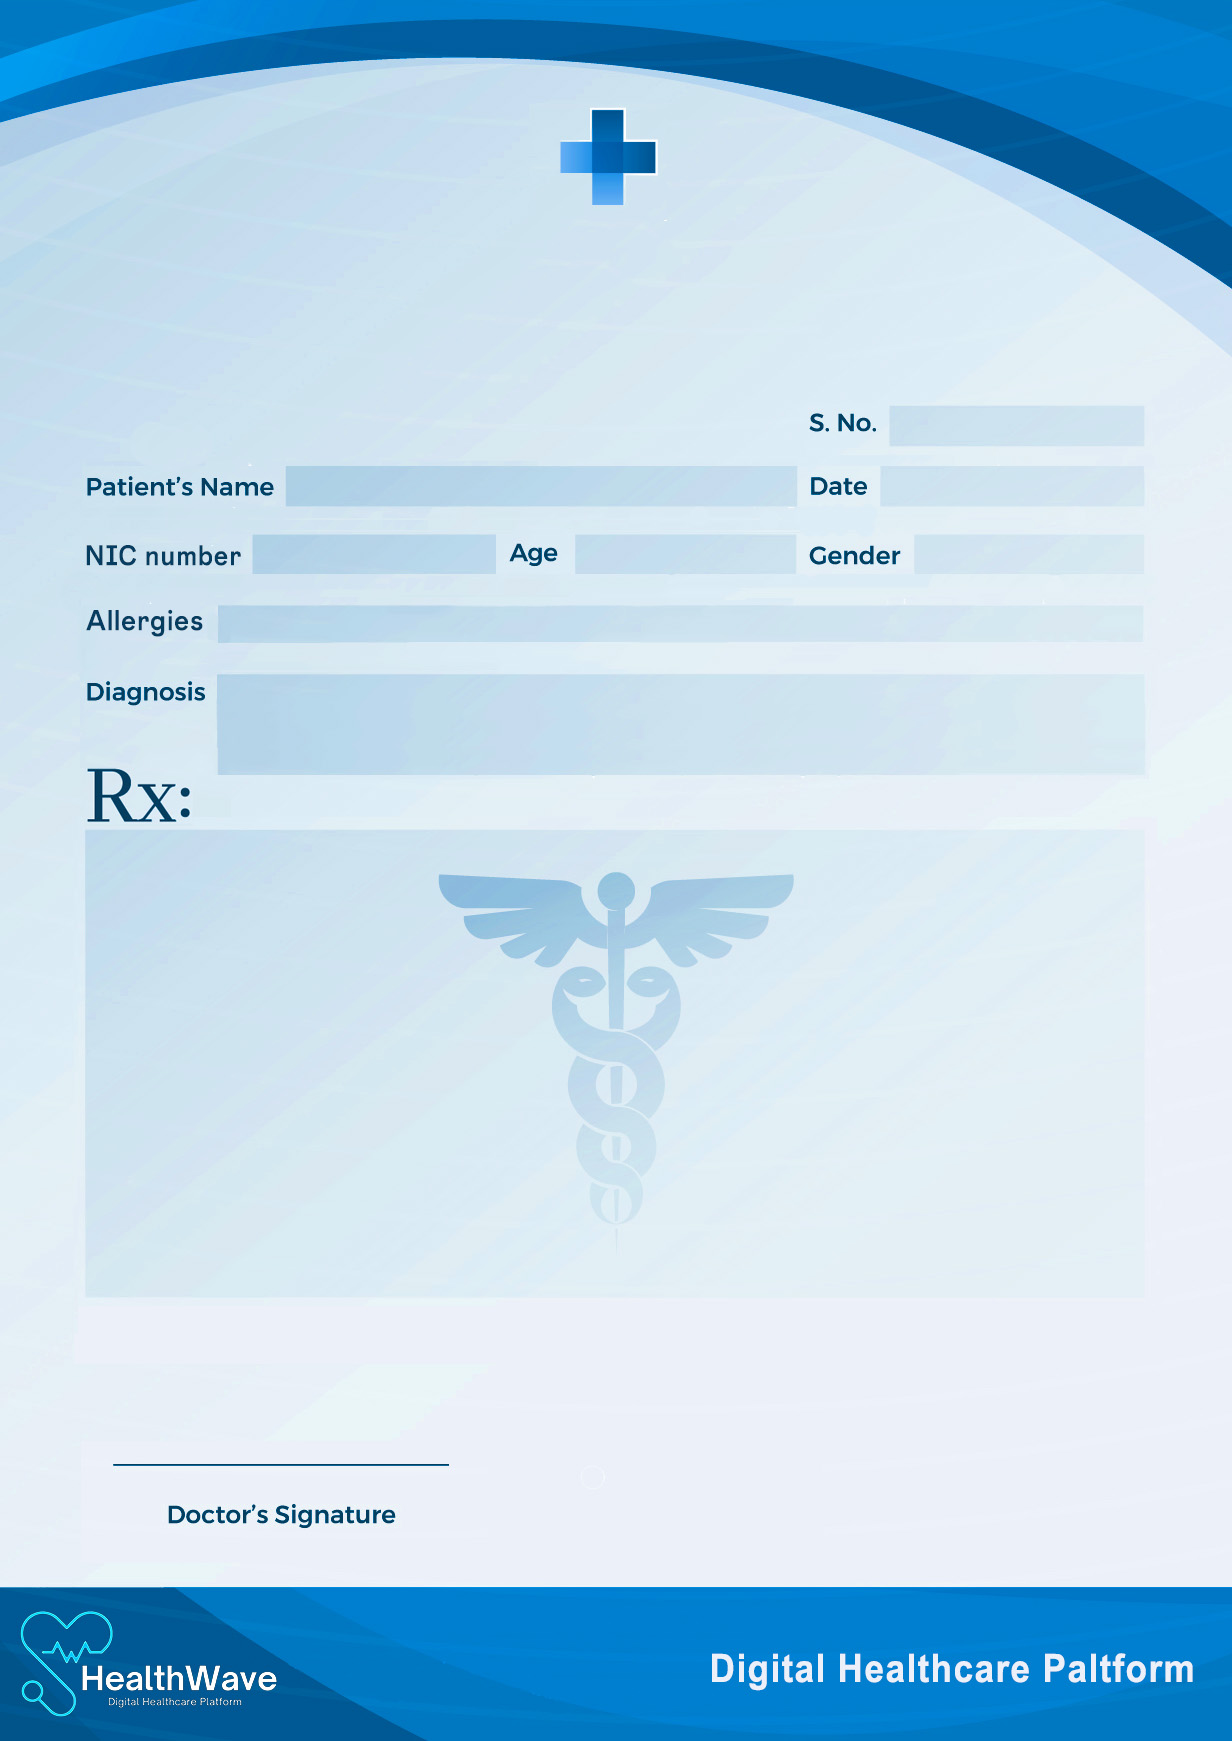 S. No.
Patient's Name Date
NIC number Age Gender
Allergies
Diagnosis
Rx:
Doctor's Signature
HealthWave
Digital Healthcare Platform
Digital Healthcare Paltform